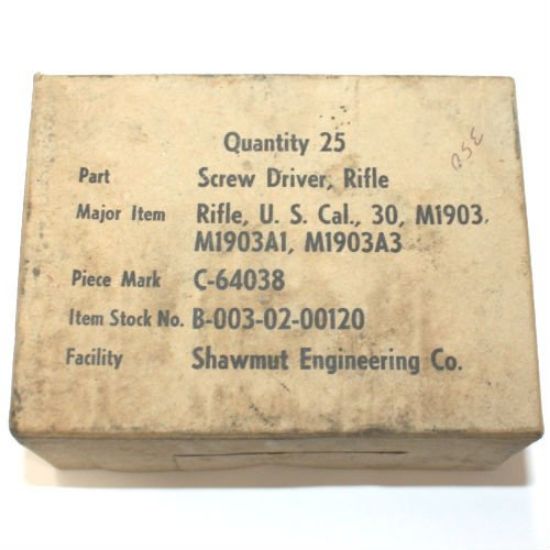 Quantity 25
Part Screw Driver, Rifle
Major Item Rifle, U. S. Cal., 30, M1903,
M1903A1, M1903A3
Piece Mark C-64038
Item Stock No. B-003-02-00120
Facility Shawmut Engineering Co.